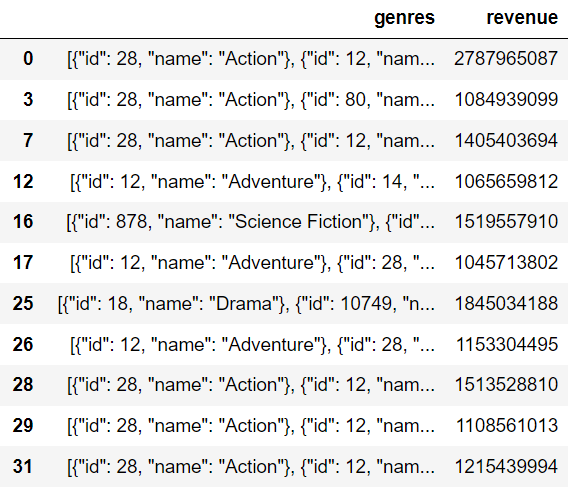 genres revenue
0 [{"id": 28, "name": "Action"}, {"id": 12, "nam... 2787965087
3 [{"id": 28, "name": "Action"}, {"id": 80, "nam... 1084939099
7 [{"id": 28, "name": "Action"}, {"id": 12, "nam... 1405403694
12 [{"id": 12, "name": "Adventure"}, {"id": 14, "... 1065659812
16 [{"id": 878, "name": "Science Fiction"}, {"id"... 1519557910
17 [{"id": 12, "name": "Adventure"}, {"id": 28, "... 1045713802
25 [{"id": 18, "name": "Drama"}, {"id": 10749, "n... 1845034188
26 [{"id": 12, "name": "Adventure"}, {"id": 28, "... 1153304495
28 [{"id": 28, "name": "Action"}, {"id": 12, "nam... 1513528810
29 [{"id": 28, "name": "Action"}, {"id": 12, "nam... 1108561013
31 [{"id": 28, "name": "Action"}, {"id": 12, "nam... 1215439994